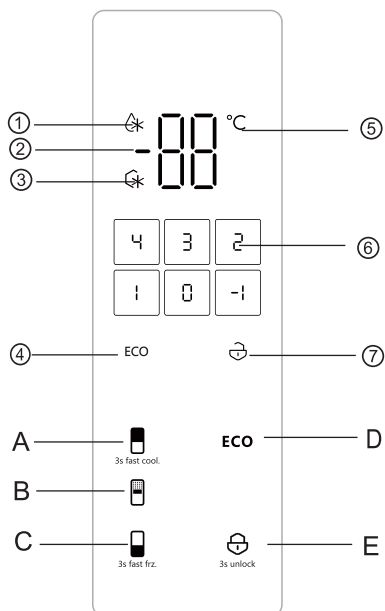 ①
②
-88 °C
⑤
③
4 3 2
⑥
1 0 -1
④
ECO
⑦
A
3s fast cool.
ECO
D
B
C
3s fast frz.
3s unlock
E